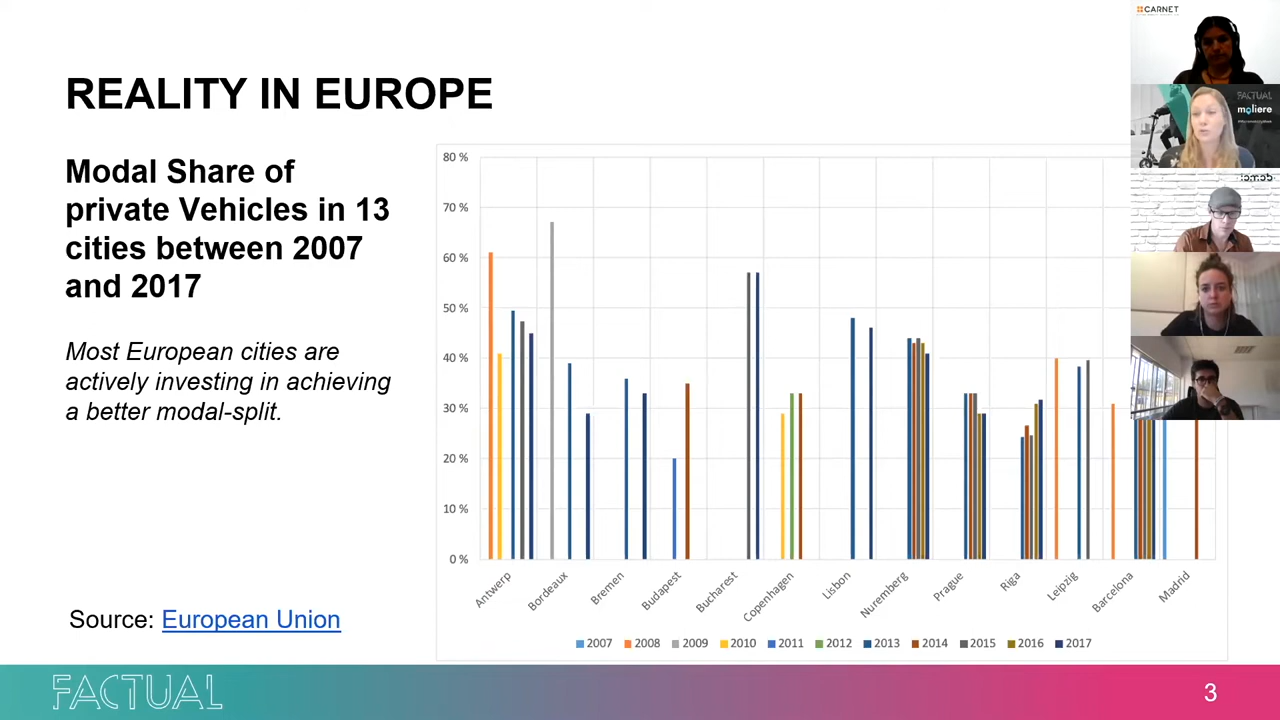 CARNET
REALITY IN EUROPE
FACTUAL
moliere
Modal Share of
private Vehicles in 13
cities between 2007
and 2017
Most European cities are
actively investing in achieving
a better modal-split.
80 %
70 %
60 %
50 %
40 %
30 %
20 %
10 %
0 %
Antwerp
Bordeaux
Bremen
Budapest
Bucharest
Copenhagen
Lisbon
Nuremberg
Prague
Riga
Leipzig
Barcelona
Madrid
2007 2008 2009 2010 2011 2012 2013 2014 2015 2016 2017
Source: European Union
FACTUAL
3